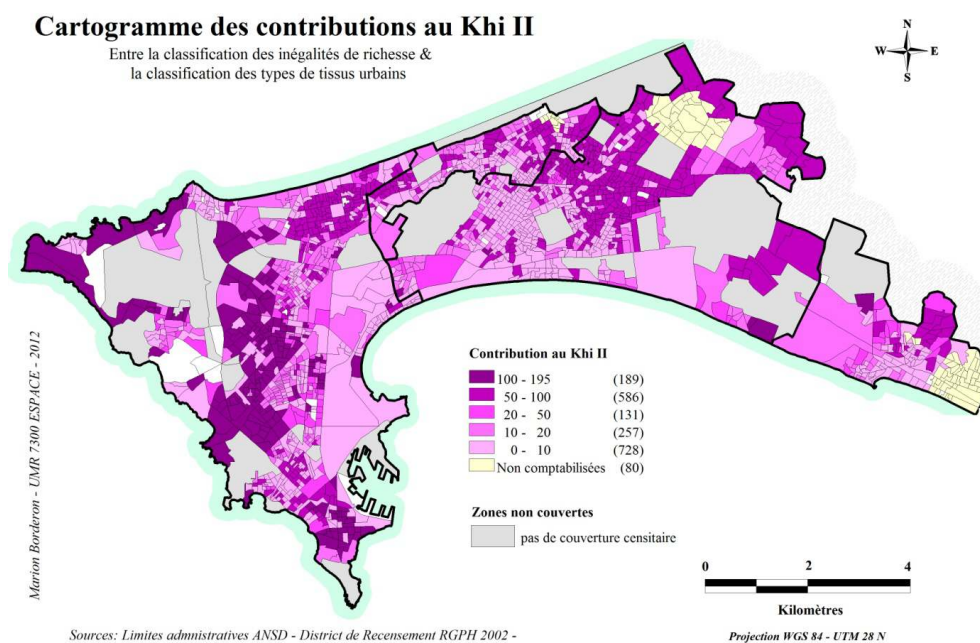 Cartogramme des contributions au Khi II
Entre la classification des inégalités de richesse &
la classification des types de tissus urbains
N
W E
S
Contribution au Khi II
100 - 195 (189)
50 - 100 (586)
20 - 50 (131)
10 - 20 (257)
0 - 10 (728)
Non comptabilisées (80)
Zones non couvertes
pas de couverture censitaire
0 2 4
Kilomètres
Marion Borderon - UMR 7300 ESPACE - 2012
Sources: Limites admnistratives ANSD - District de Recensement RGPH 2002 -
Projection WGS 84 - UTM 28 N